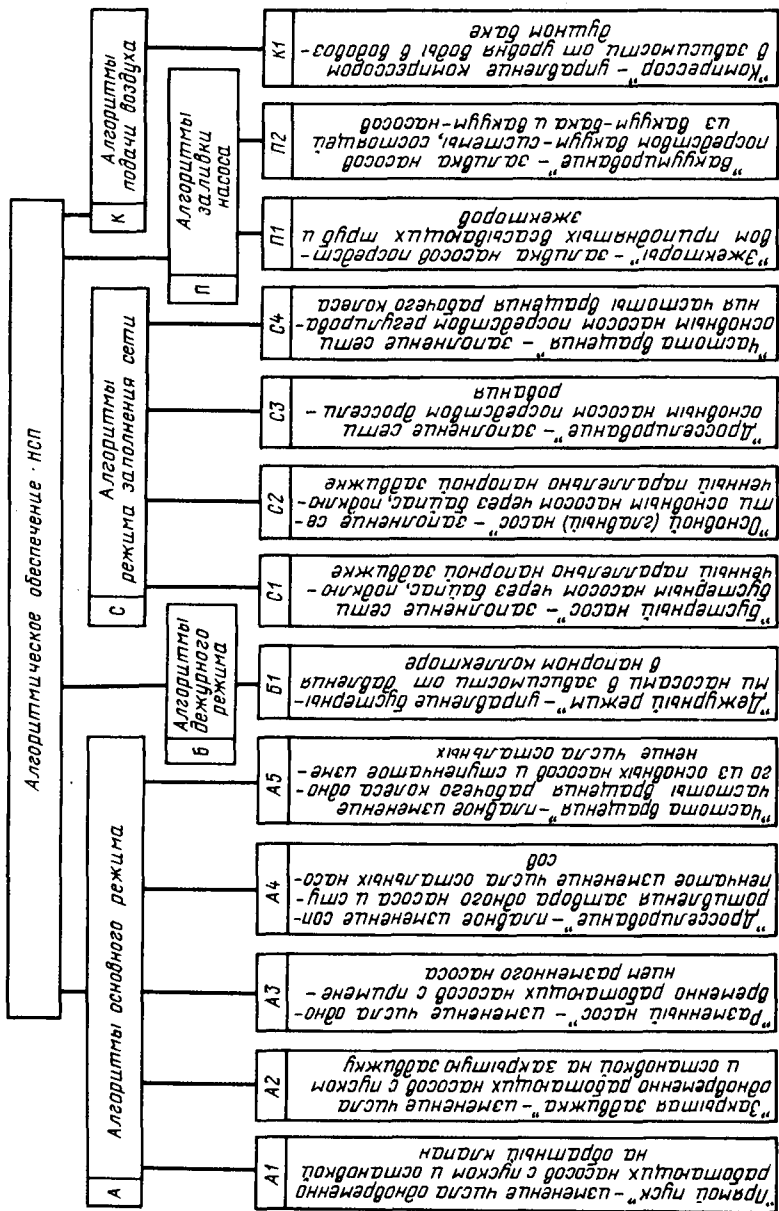 Алгоритмическое обеспечение · НСП
А
Алгоритмы основного режима
А1
"Прямой пуск" – изменение числа одновременно
работающих насосов с пуском и остановкой
на обратный клапан
А2
"Закрытая задвижка" – изменение числа
одновременно работающих насосов с пуском
и остановкой на закрытую задвижку
А3
"Разменный насос" – изменение числа одно-
временно работающих насосов с примене-
нием разменного насоса
А4
"Дросселирование" – плавное изменение соп-
ротивления затвора одного насоса и сту-
пенчатое изменение числа остальных насо-
сов
А5
"Частота вращения" – плавное изменение
частоты вращения рабочего колеса одно-
го из основных насосов и ступенчатое изме-
нение числа остальных
Б
Алгоритмы
дежурного
режима
Б1
"Дежурный режим" – управление бустерны-
ми насосами в зависимости от давления
в напорном коллекторе
С
Алгоритмы
режима заполнения сети
С1
"Бустерный насос" – заполнение сети
бустерным насосом через байпас, подклю-
ченный параллельно напорной задвижке
С2
"Основной (главный) насос" – заполнение се-
ти основным насосом через байпас, подклю-
ченный параллельно напорной задвижке
С3
"Дросселирование" – заполнение сети
основным насосом посредством дроссели-
рования
С4
"Частота вращения" – заполнение сети
основным насосом посредством регулирова-
ния частоты вращения рабочего колеса
П
Алгоритмы
заливки
насоса
П1
"Эжекторы" – заливка насосов посредст-
вом приподнятых всасывающих труб и
эжекторов
П2
"Вакуумирование" – заливка насосов
посредством вакуум-системы, состоящей
из вакуум-бака и вакуум-насосов
К
Алгоритмы
подачи воздуха
К1
"Компрессор" – управление компрессором
в зависимости от уровня воды в водовоз-
душном баке